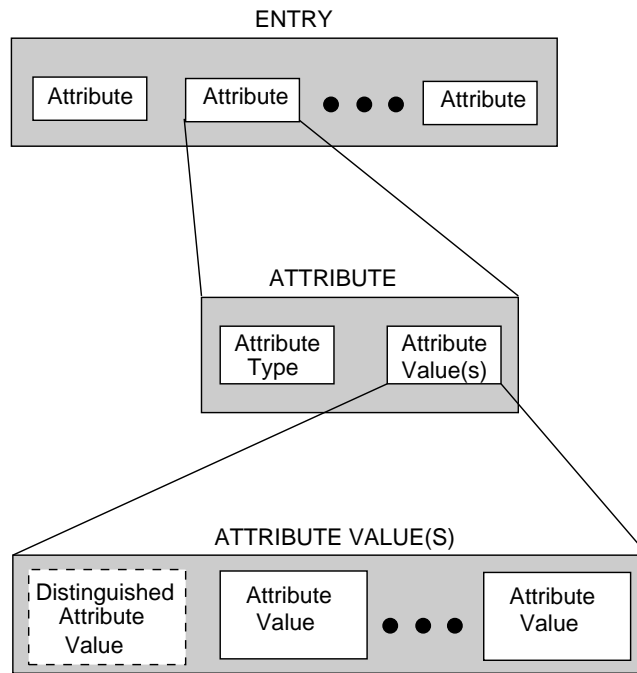 ENTRY
Attribute
Attribute
Attribute
ATTRIBUTE
Attribute
Type
Attribute
Value(s)
ATTRIBUTE VALUE(S)
Distinguished
Attribute
Value
Attribute
Value
Attribute
Value